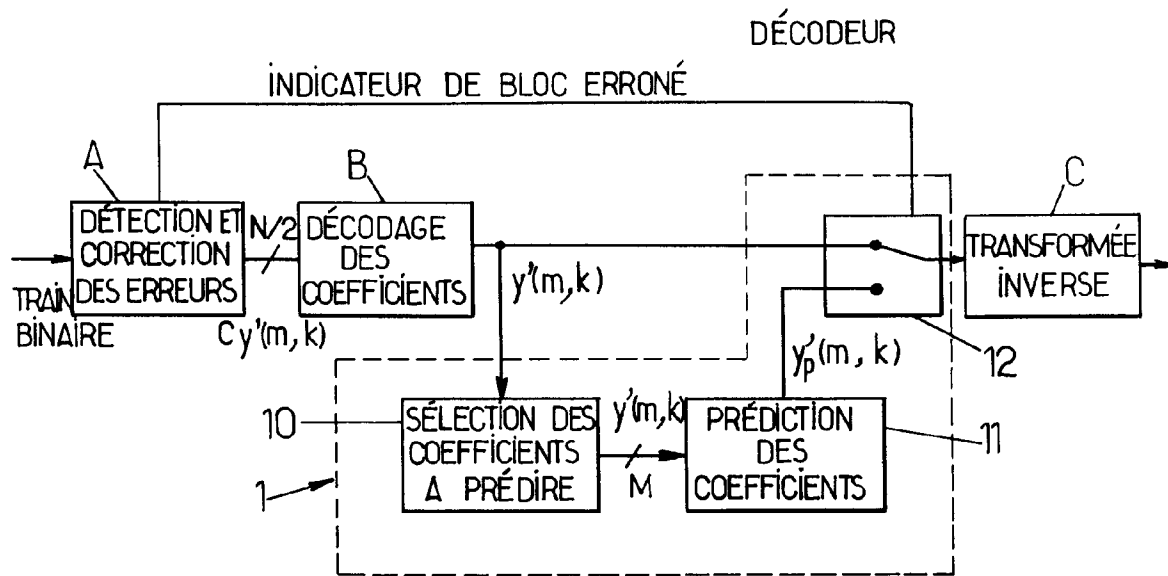 DÉCODEUR
INDICATEUR DE BLOC ERRONÉ
A
B
C
DÉTECTION ET
CORRECTION
DES ERREURS
N/2
DÉCODAGE
DES
COEFFICIENTS
TRANSFORMÉE
INVERSE
TRAIN
BINAIRE
Cy'(m,k)
y'(m,k)
y'p(m,k)
12
10
SÉLECTION DES
COEFFICIENTS
A PRÉDIRE
y'(m,k)
M
PRÉDICTION
DES
COEFFICIENTS
11
1